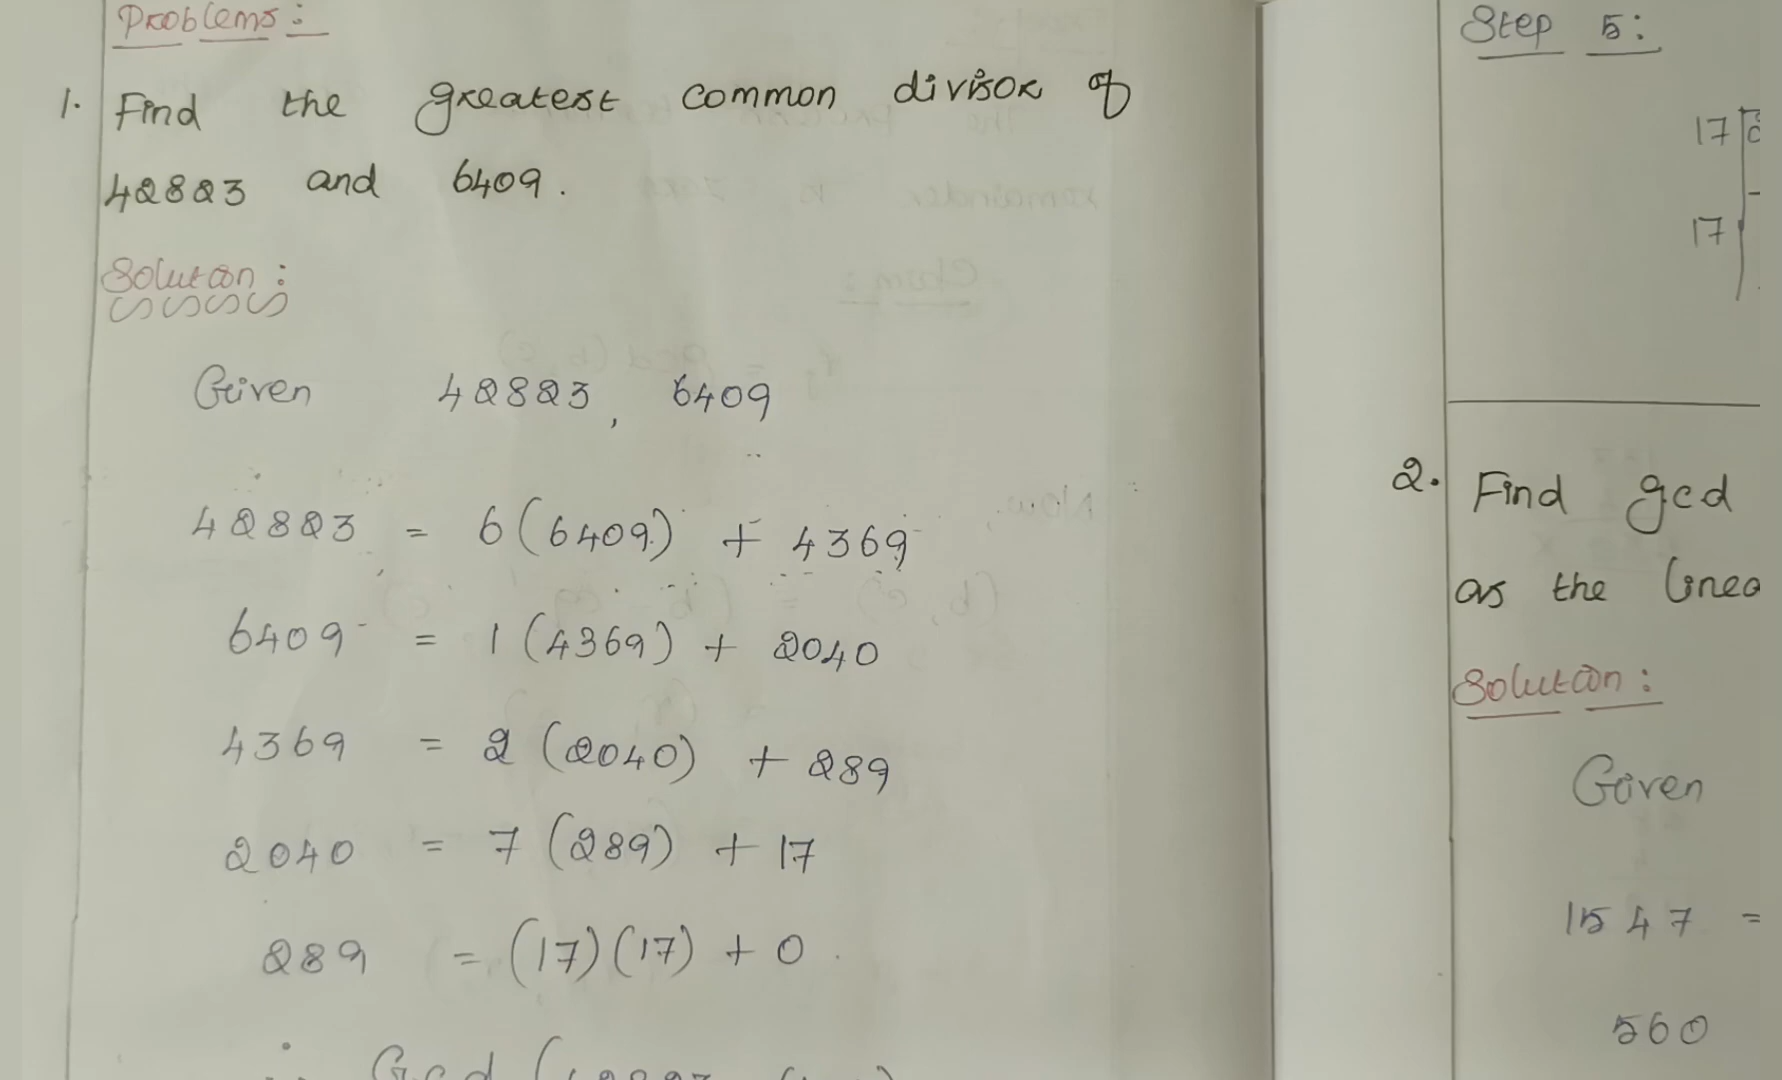 Problems:
1. Find the greatest common divisor of
42823 and 6409.
Solution:
Given 42823, 6409
42823 = 6(6409) + 4369
6409 = 1(4369) + 2040
4369 = 2(2040) + 289
2040 = 7(289) + 17
289 = (17)(17) + 0
Step 5:
17
17
2. Find gcd
as the linea
Solution:
Given
1547 =
560